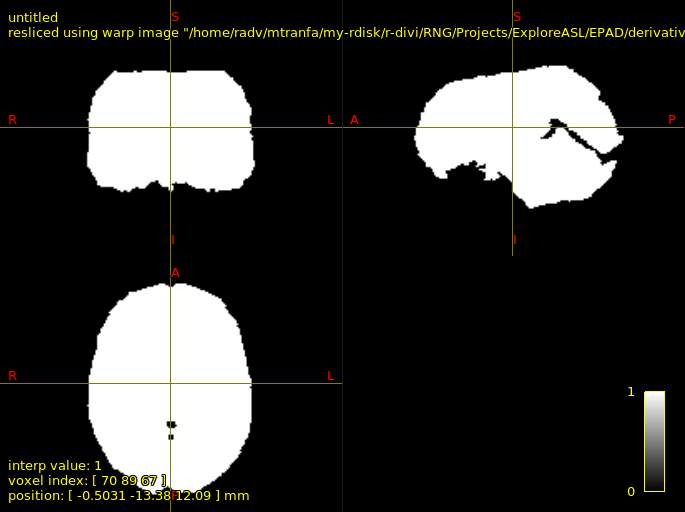 untitled
resliced using warp image "/home/radv/mtranfa/my-rdisk/r-divi/RNG/Projects/ExploreASL/EPAD/derivativ
S
S
R
L
A
P
I
I
A
R
L
1
interp value: 1
voxel index: [ 70 89 67 ]
0
position: [ -0.5031 -13.38 12.09 ] mm